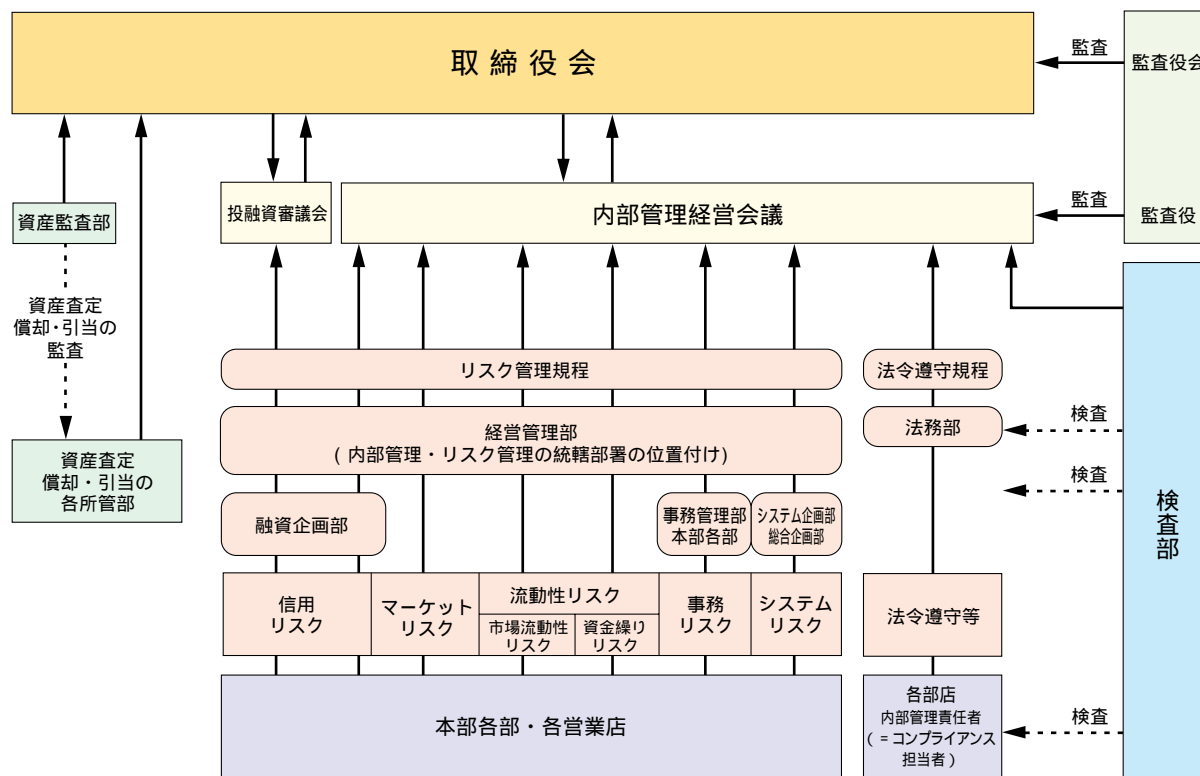 取締役会
監査
監査役会
投融資審議会
内部管理経営会議
監査
監査役
資産監査部
資産査定
償却・引当の
監査
資産査定
償却・引当の
各所管部
リスク管理規程
法令遵守規程
経営管理部
(内部管理・リスク管理の統轄部署の位置付け)
法務部
検査
検査
検査部
融資企画部
事務管理部
本部各部
システム企画部
総合企画部
信用
リスク
マーケット
リスク
流動性リスク
市場流動性
リスク
資金繰り
リスク
事務
リスク
システム
リスク
法令遵守等
本部各部・各営業店
各部店
内部管理責任者
(=コンプライアンス
担当者)
検査